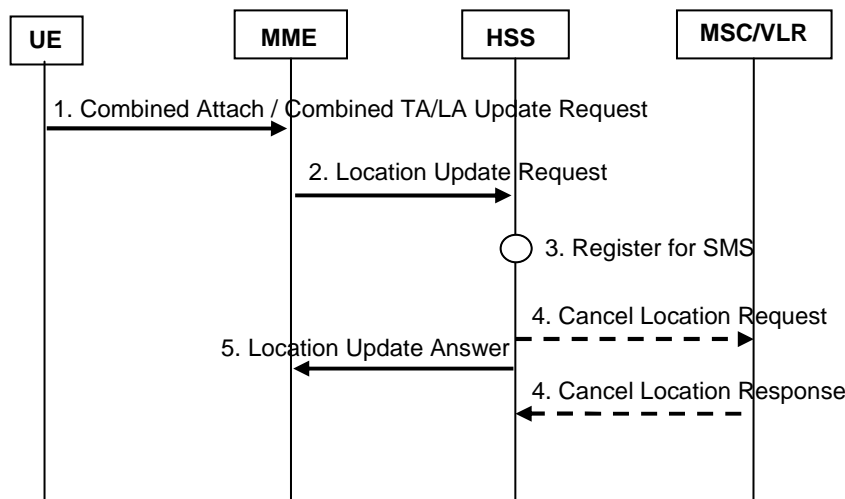 UE
MME
HSS
MSC/VLR
1. Combined Attach / Combined TA/LA Update Request
2. Location Update Request
3. Register for SMS
4. Cancel Location Request
5. Location Update Answer
4. Cancel Location Response